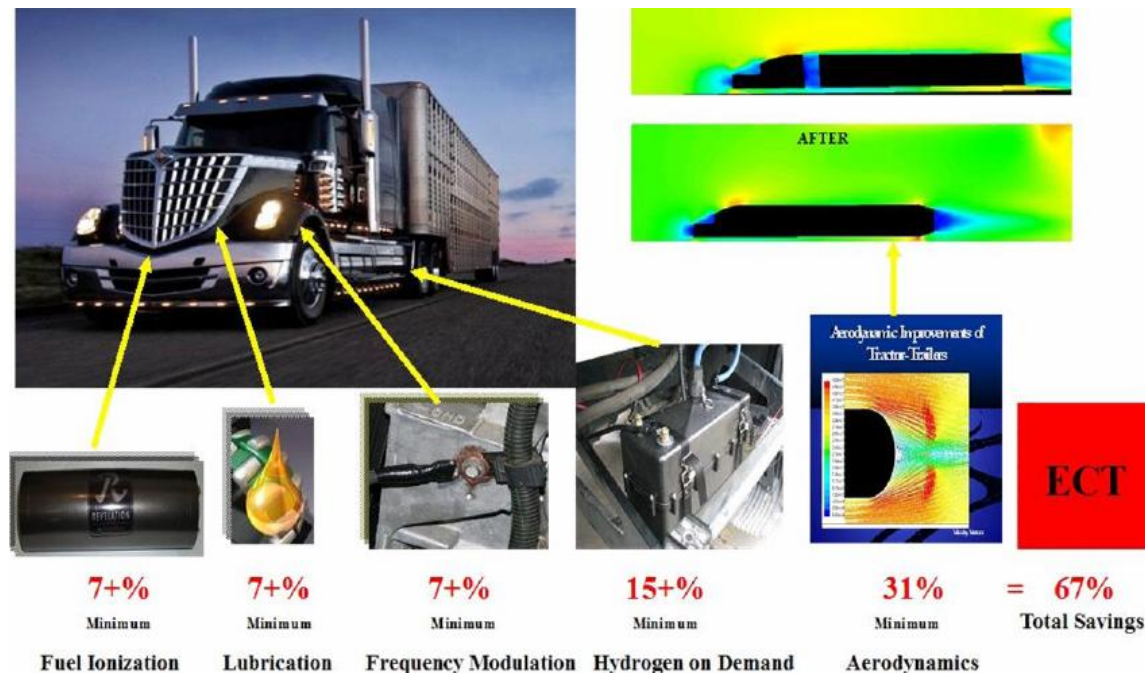 AFTER
Aerodynamic Improvements of
Tractor-Trailers
R
REVELATION
ECT
7+% 7+% 7+% 15+% 31% = 67%
Minimum Minimum Minimum Minimum Minimum Total Savings
Fuel Ionization Lubrication Frequency Modulation Hydrogen on Demand Aerodynamics